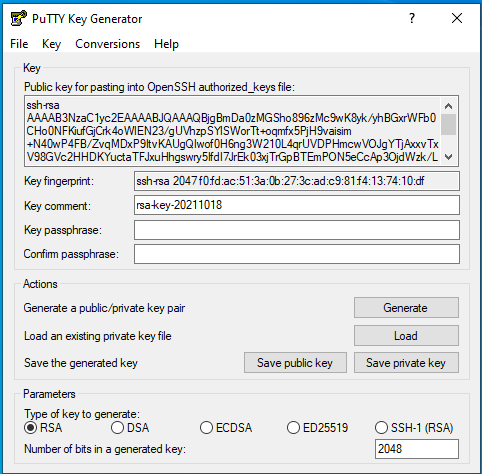 PuTTY Key Generator
?
File Key Conversions Help
Key
Public key for pasting into OpenSSH authorized_keys file:
ssh-rsa
AAAAB3NzaC1yc2EAAAABJQAAAQBjgBmDa0zMGSho896zMc9wK8yk/yhBGxrWFb0
CHo0NFKiufGjCrk4oWIEN23/gUVhzpSYISWorTt+oqmfx5PjH9vaisim
+N40wP4FB/ZvqMDxP9ltvKAUgQIwof0H6ng3W210L4qrUVDPHmcwVOJgYTjAxxvTx
V98GVc2HHDKYuctaTFJxuHhgswry5lfdI7JrEk03xjTrGpBTEmPON5eCcAp3OjdWzk/L
Key fingerprint: ssh-rsa 2047 f0:fd:ac:51:3a:0b:27:3c:ad:c9:81:f4:13:74:10:df
Key comment: rsa-key-20211018
Key passphrase:
Confirm passphrase:
Actions
Generate a public/private key pair Generate
Load an existing private key file Load
Save the generated key Save public key Save private key
Parameters
Type of key to generate:
RSA DSA ECDSA ED25519 SSH-1 (RSA)
Number of bits in a generated key: 2048